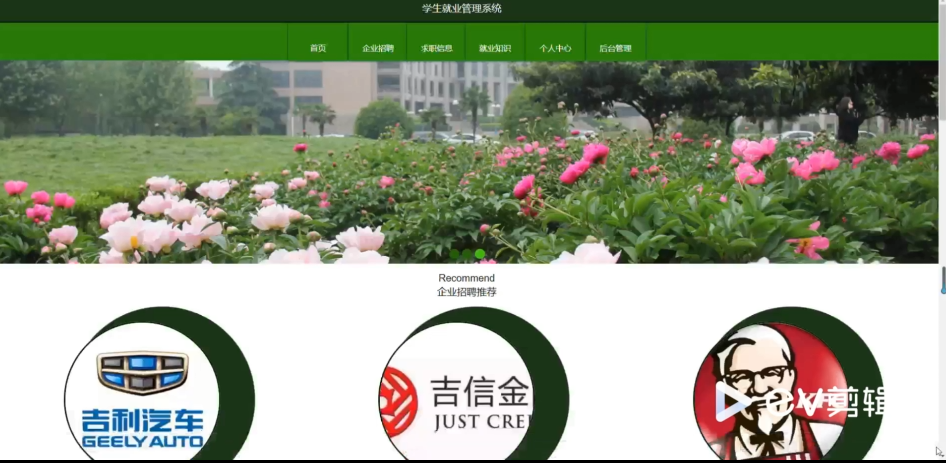 学生就业管理系统
首页 企业招聘 求职信息 就业知识 个人中心 后台管理
Recommend
企业招聘推荐
吉利汽车
GEELY AUTO
吉信金
JUST CRE
剪辑